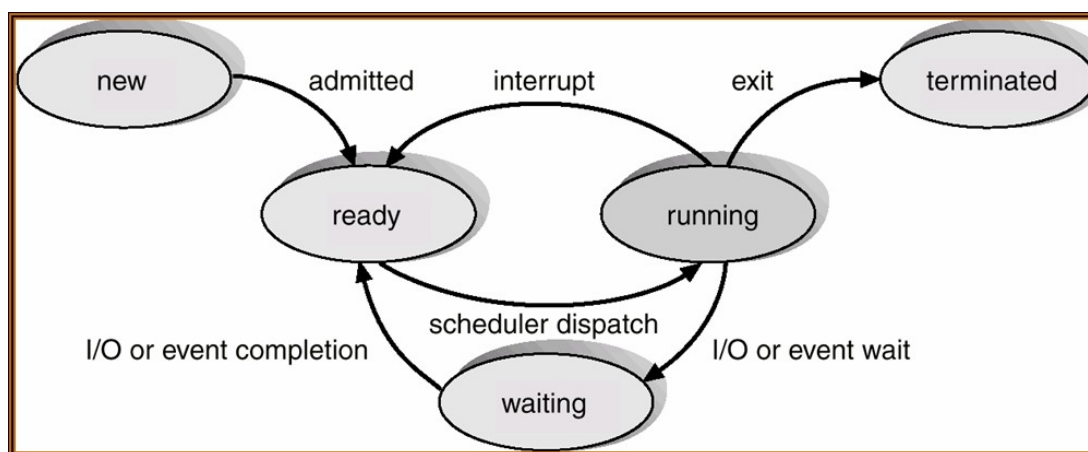 new
admitted
interrupt
exit
terminated
ready
running
scheduler dispatch
I/O or event completion
I/O or event wait
waiting